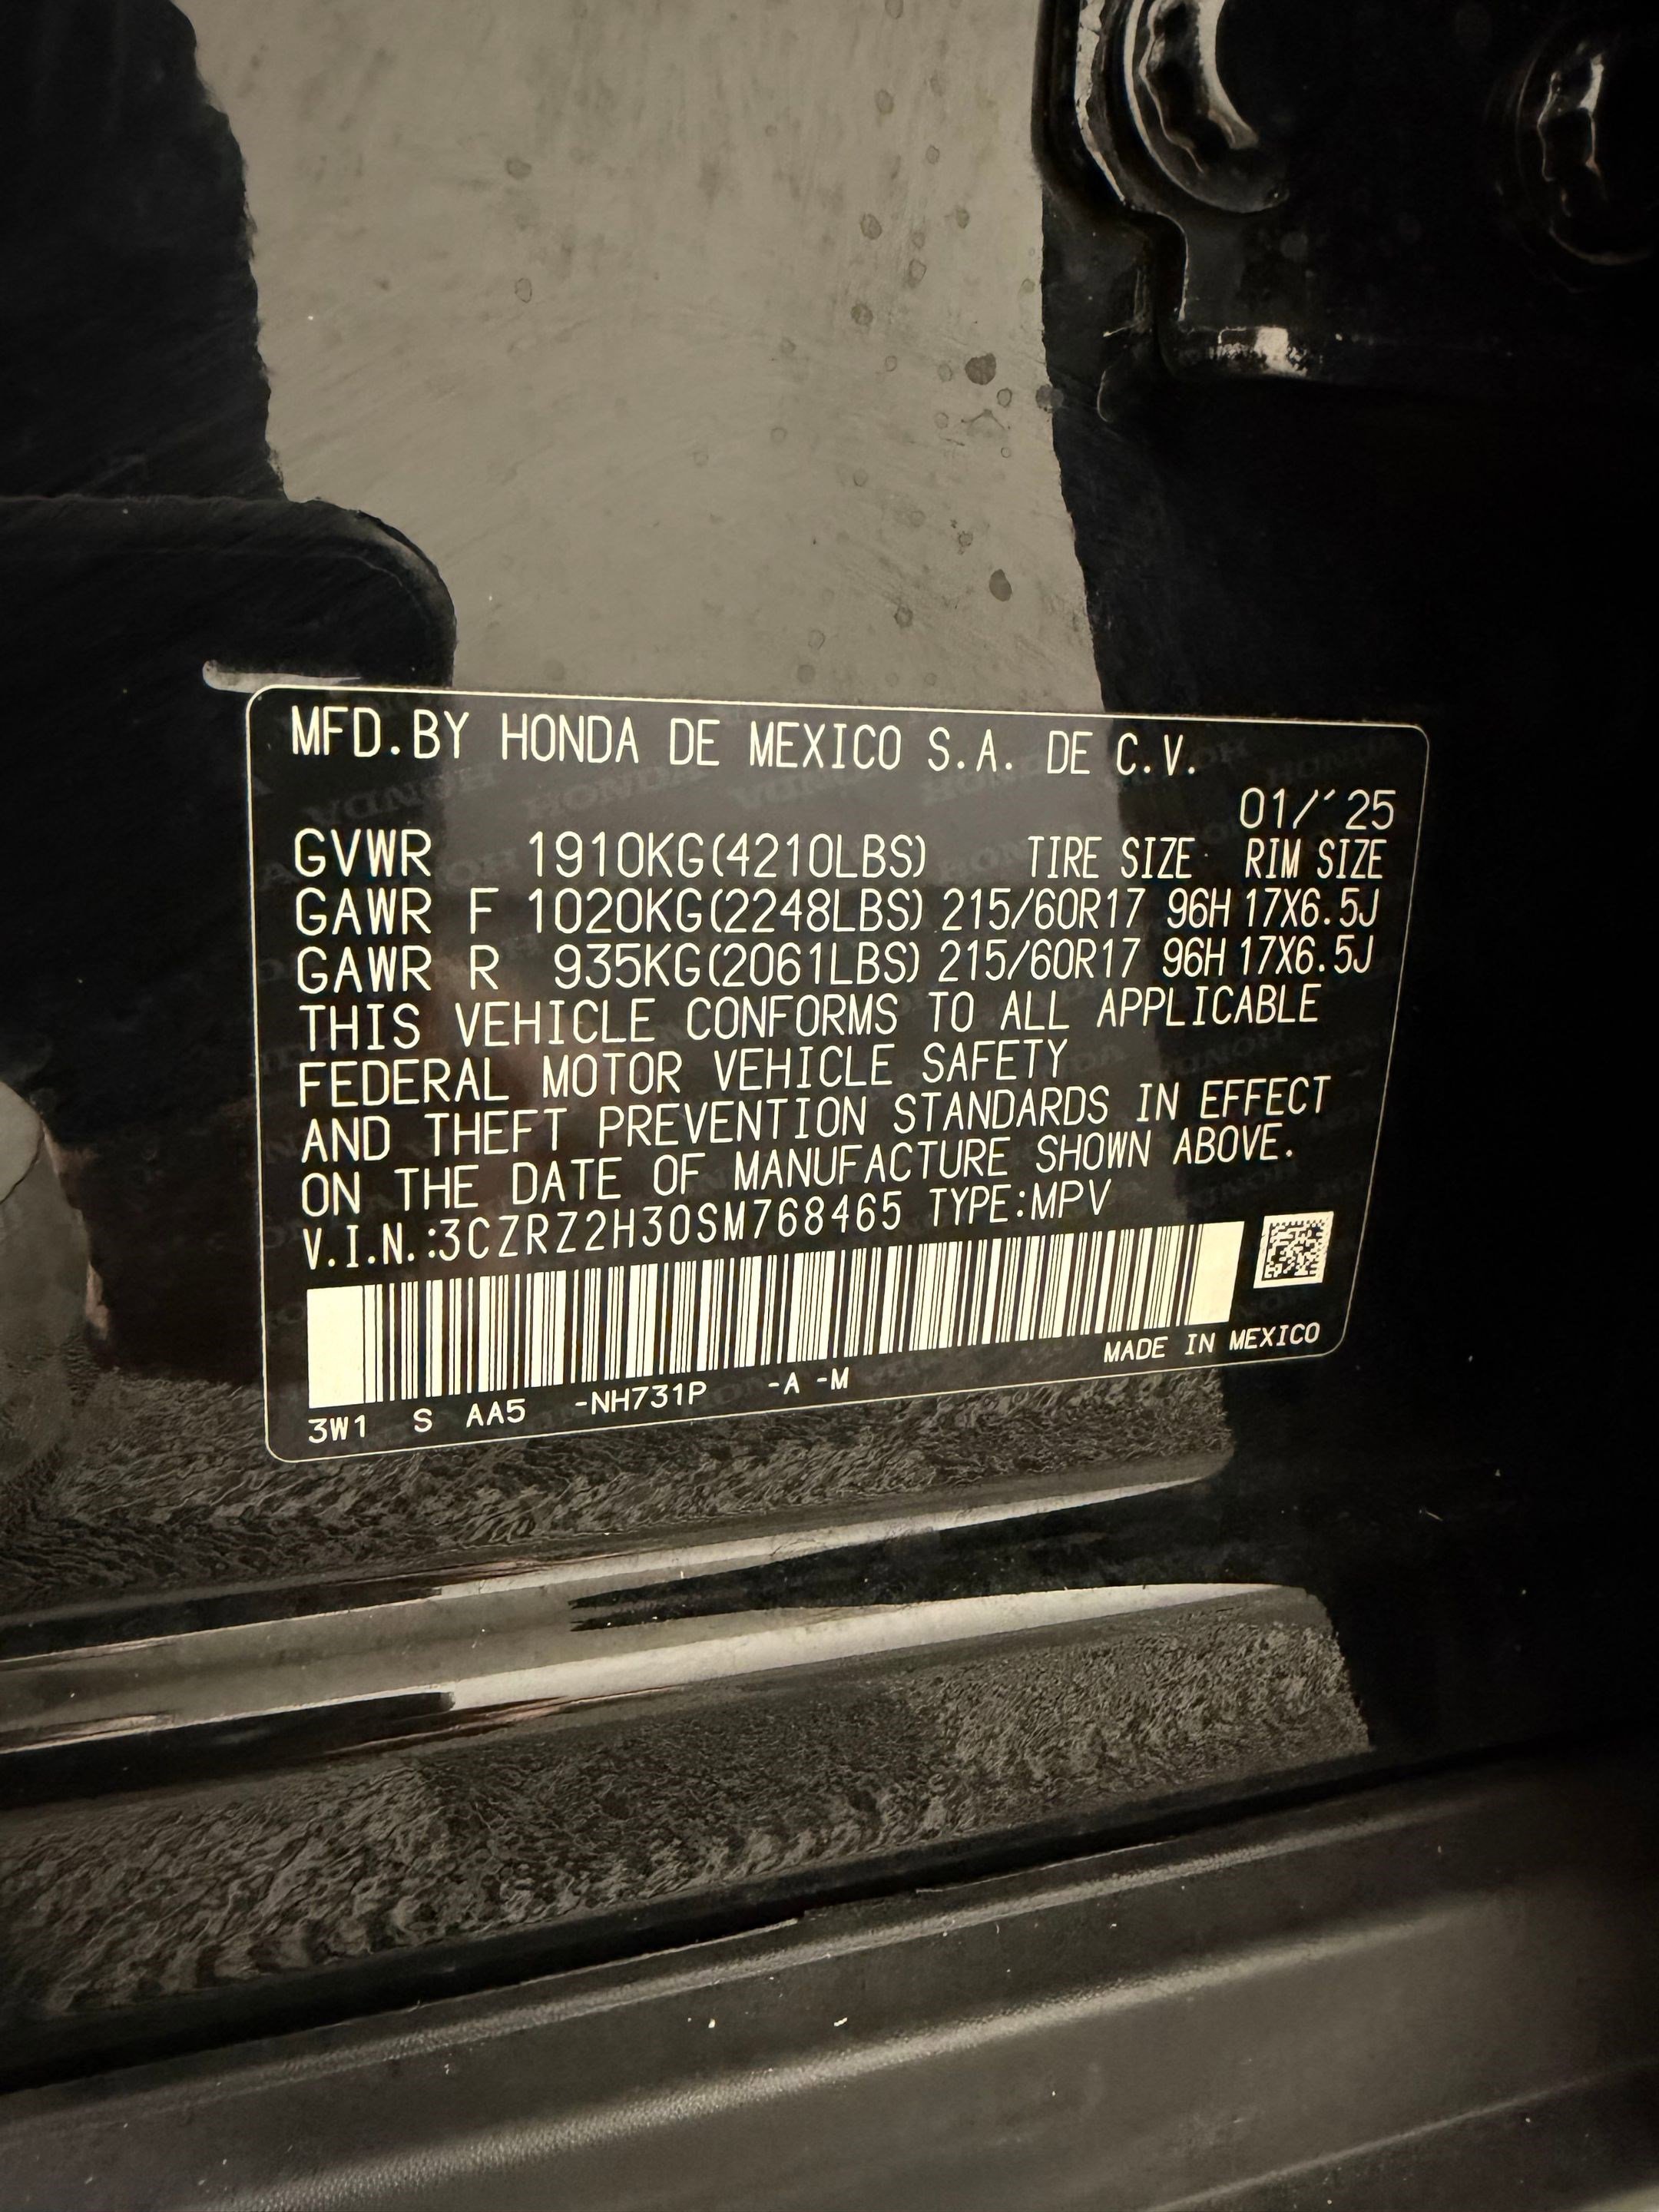 MFD.BY HONDA DE MEXICO S.A. DE C.V.
01/´25
GVWR 1910KG(4210LBS) TIRE SIZE RIM SIZE
GAWR F 1020KG(2248LBS) 215/60R17 96H 17X6.5J
GAWR R 935KG(2061LBS) 215/60R17 96H 17X6.5J
THIS VEHICLE CONFORMS TO ALL APPLICABLE
FEDERAL MOTOR VEHICLE SAFETY
AND THEFT PREVENTION STANDARDS IN EFFECT
ON THE DATE OF MANUFACTURE SHOWN ABOVE.
V.I.N.:3CZRZ2H30SM768465 TYPE:MPV
MADE IN MEXICO
3W1 S AA5 -NH731P -A -M